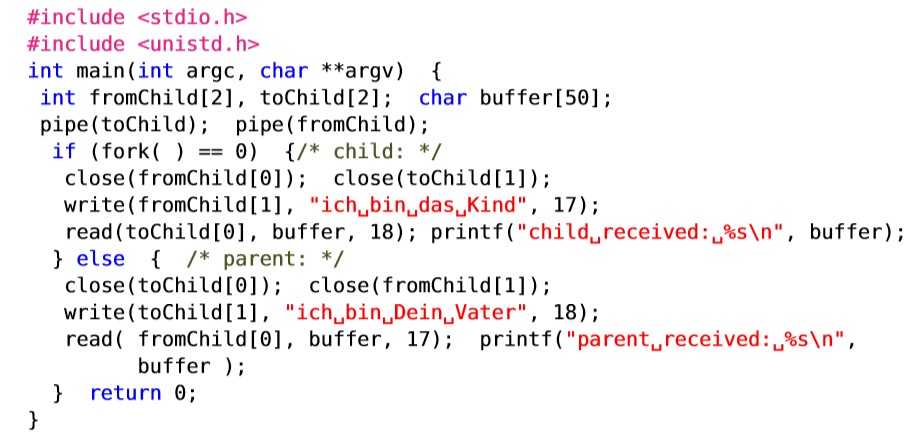 #include <stdio.h>
#include <unistd.h>
int main(int argc, char **argv)  {
 int fromChild[2], toChild[2];  char buffer[50];
 pipe(toChild);  pipe(fromChild);
  if (fork( ) == 0)  {/* child: */
   close(fromChild[0]);  close(toChild[1]);
   write(fromChild[1], "ich␣bin␣das␣Kind", 17);
   read(toChild[0], buffer, 18); printf("child␣received:␣%s\n", buffer);
  } else  {  /* parent: */
   close(toChild[0]);  close(fromChild[1]);
   write(toChild[1], "ich␣bin␣Dein␣Vater", 18);
   read( fromChild[0], buffer, 17);  printf("parent␣received:␣%s\n",
         buffer );
  }  return 0;
}